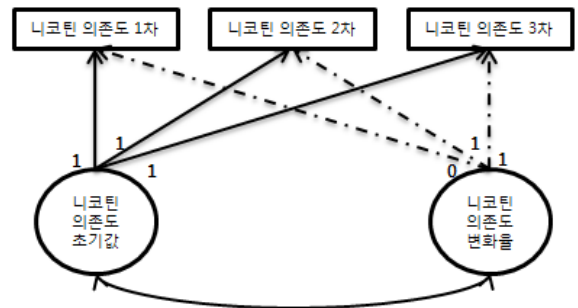 니코틴 의존도 1차 니코틴 의존도 2차 니코틴 의존도 3차
1 1 1 0 1 1
니코틴
의존도
초기값
니코틴
의존도
변화율